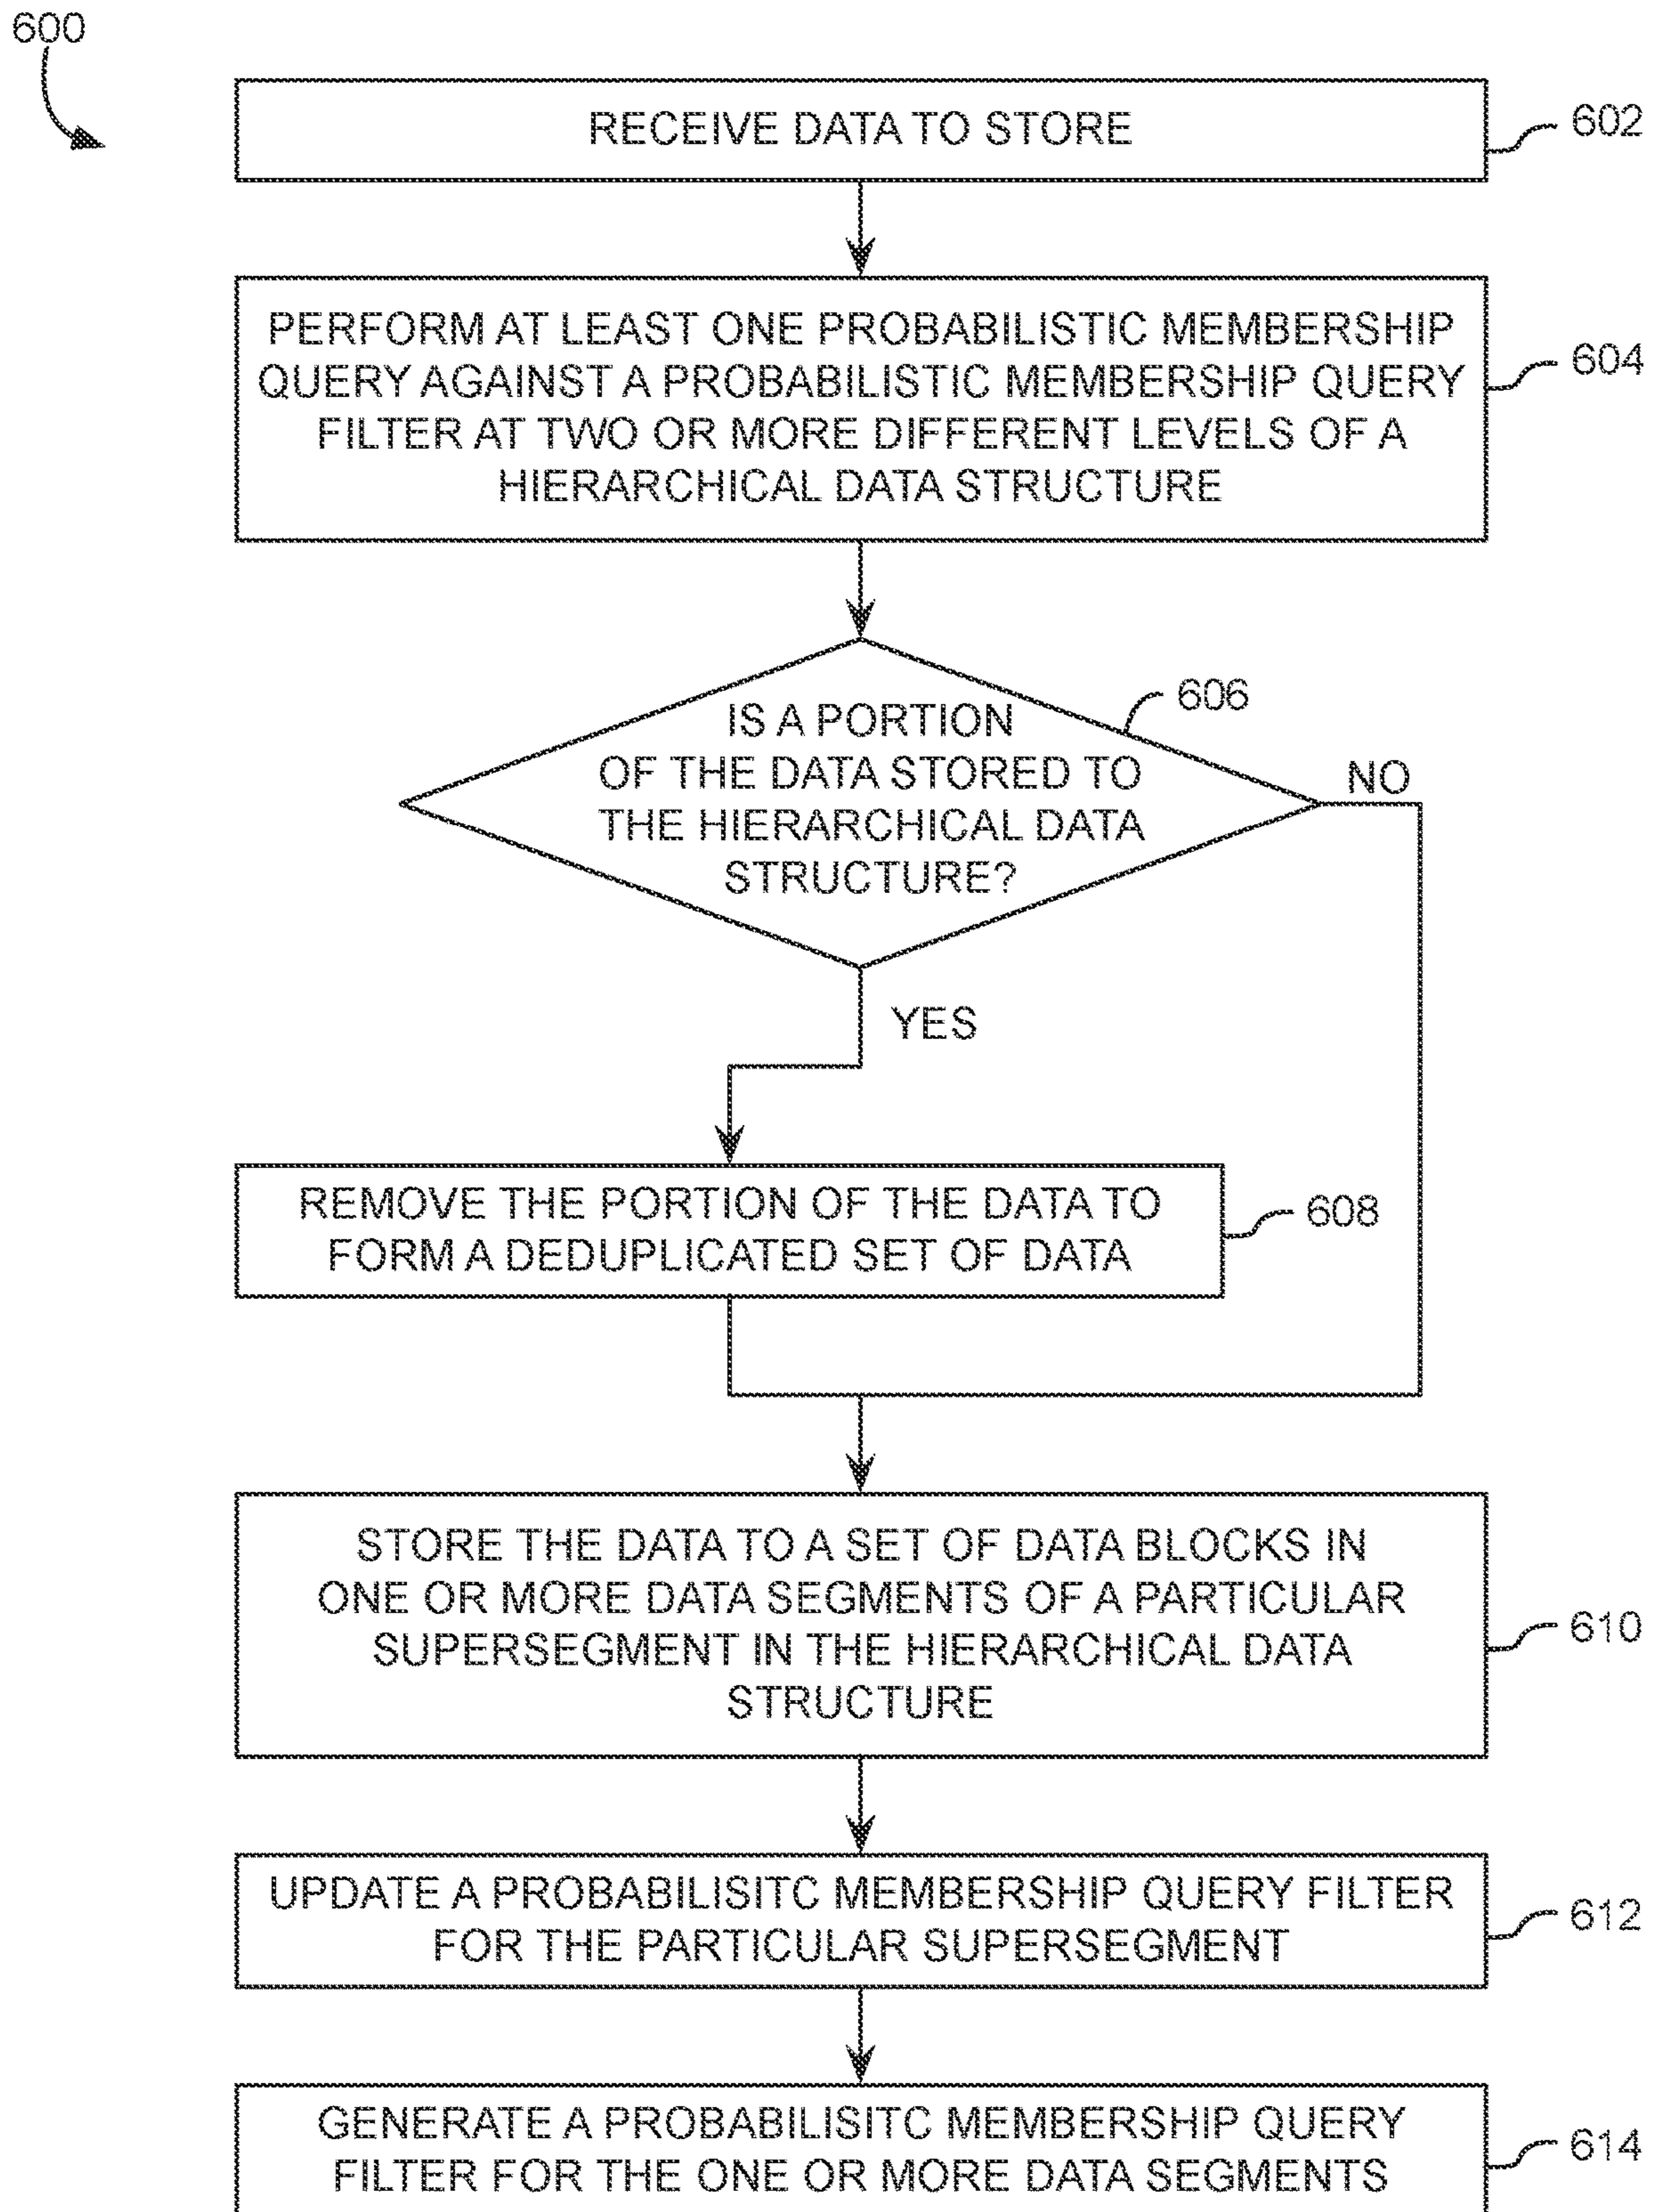 600
RECEIVE DATA TO STORE
602
PERFORM AT LEAST ONE PROBABILISTIC MEMBERSHIP
QUERY AGAINST A PROBABILISTIC MEMBERSHIP QUERY
FILTER AT TWO OR MORE DIFFERENT LEVELS OF A
HIERARCHICAL DATA STRUCTURE
604
IS A PORTION
OF THE DATA STORED TO
THE HIERARCHICAL DATA
STRUCTURE?
606
NO
YES
REMOVE THE PORTION OF THE DATA TO
FORM A DEDUPLICATED SET OF DATA
608
STORE THE DATA TO A SET OF DATA BLOCKS IN
ONE OR MORE DATA SEGMENTS OF A PARTICULAR
SUPERSEGMENT IN THE HIERARCHICAL DATA
STRUCTURE
610
UPDATE A PROBABILISITC MEMBERSHIP QUERY FILTER
FOR THE PARTICULAR SUPERSEGMENT
612
GENERATE A PROBABILISITC MEMBERSHIP QUERY
FILTER FOR THE ONE OR MORE DATA SEGMENTS
614